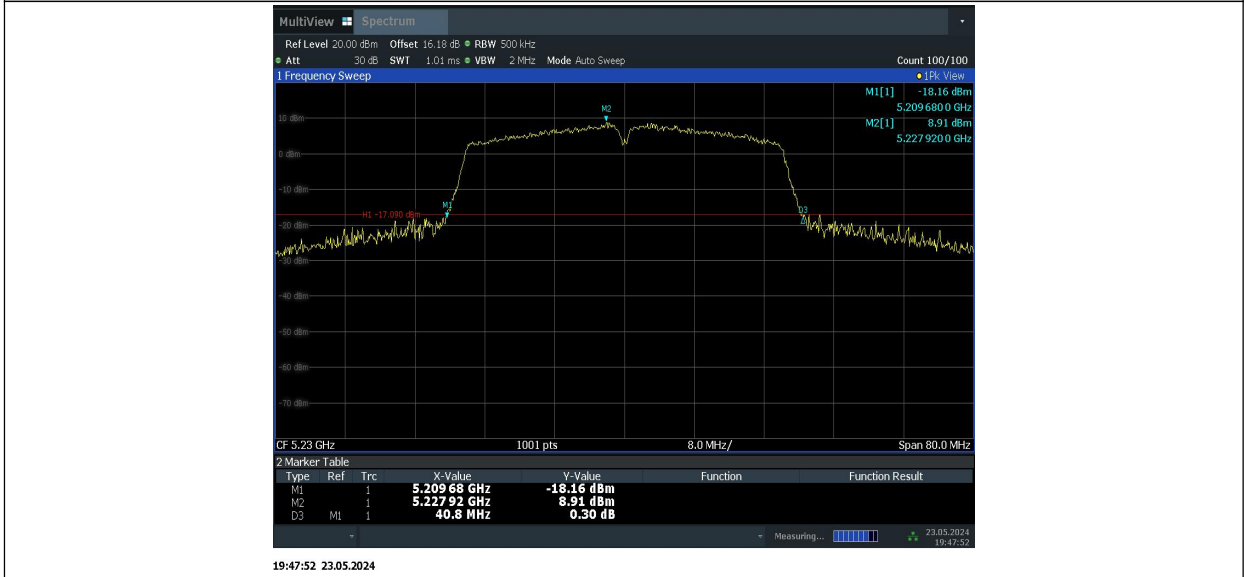 MultiView Spectrum
Ref Level 20.00 dBm Offset 16.18 dB RBW 500 kHz
Att 30 dB SWT 1.01 ms VBW 2 MHz Mode Auto Sweep Count 100/100
1 Frequency Sweep 1Pk View
M1[1] -18.16 dBm
5.209 680 0 GHz
M2[1] 8.91 dBm
5.227 920 0 GHz
M2
10 dBm
0 dBm
-10 dBm
M1
D3
H1 -17.090 dBm
-20 dBm
-30 dBm
-40 dBm
-50 dBm
-60 dBm
-70 dBm
CF 5.23 GHz 1001 pts 8.0 MHz/ Span 80.0 MHz
2 Marker Table
Type Ref Trc X-Value Y-Value Function Function Result
M1 1 5.209 68 GHz -18.16 dBm
M2 1 5.227 92 GHz 8.91 dBm
D3 M1 1 40.8 MHz 0.30 dB
Measuring... 23.05.2024
19:47:52
19:47:52 23.05.2024